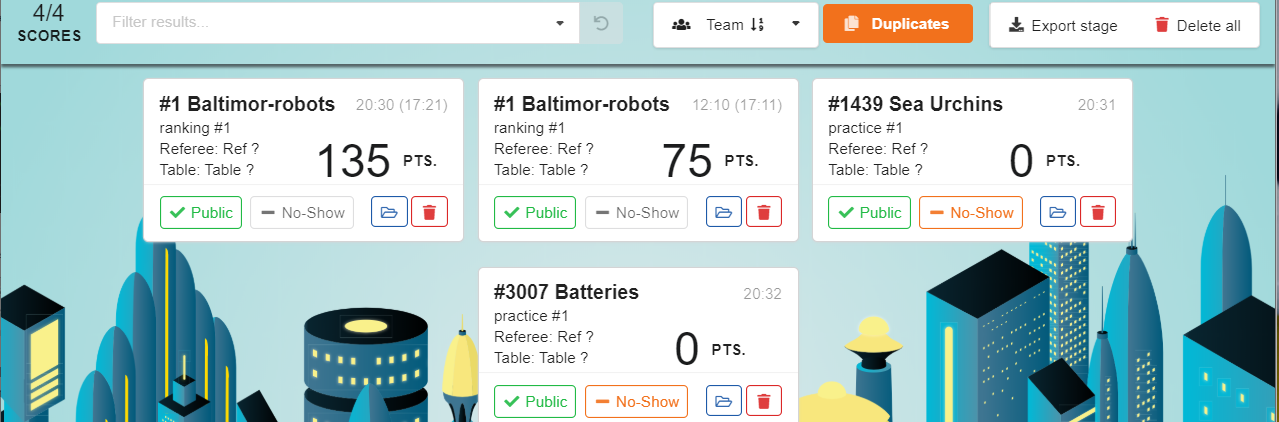 4/4
SCORES
Filter results...
Team
Duplicates
Export stage
Delete all
#1 Baltimor-robots 20:30 (17:21)
ranking #1
Referee: Ref ?
Table: Table ?
135 PTS.
Public
No-Show
#1 Baltimor-robots 12:10 (17:11)
ranking #1
Referee: Ref ?
Table: Table ?
75 PTS.
Public
No-Show
#1439 Sea Urchins 20:31
practice #1
Referee: Ref ?
Table: Table ?
0 PTS.
Public
No-Show
#3007 Batteries 20:32
practice #1
Referee: Ref ?
Table: Table ?
0 PTS.
Public
No-Show